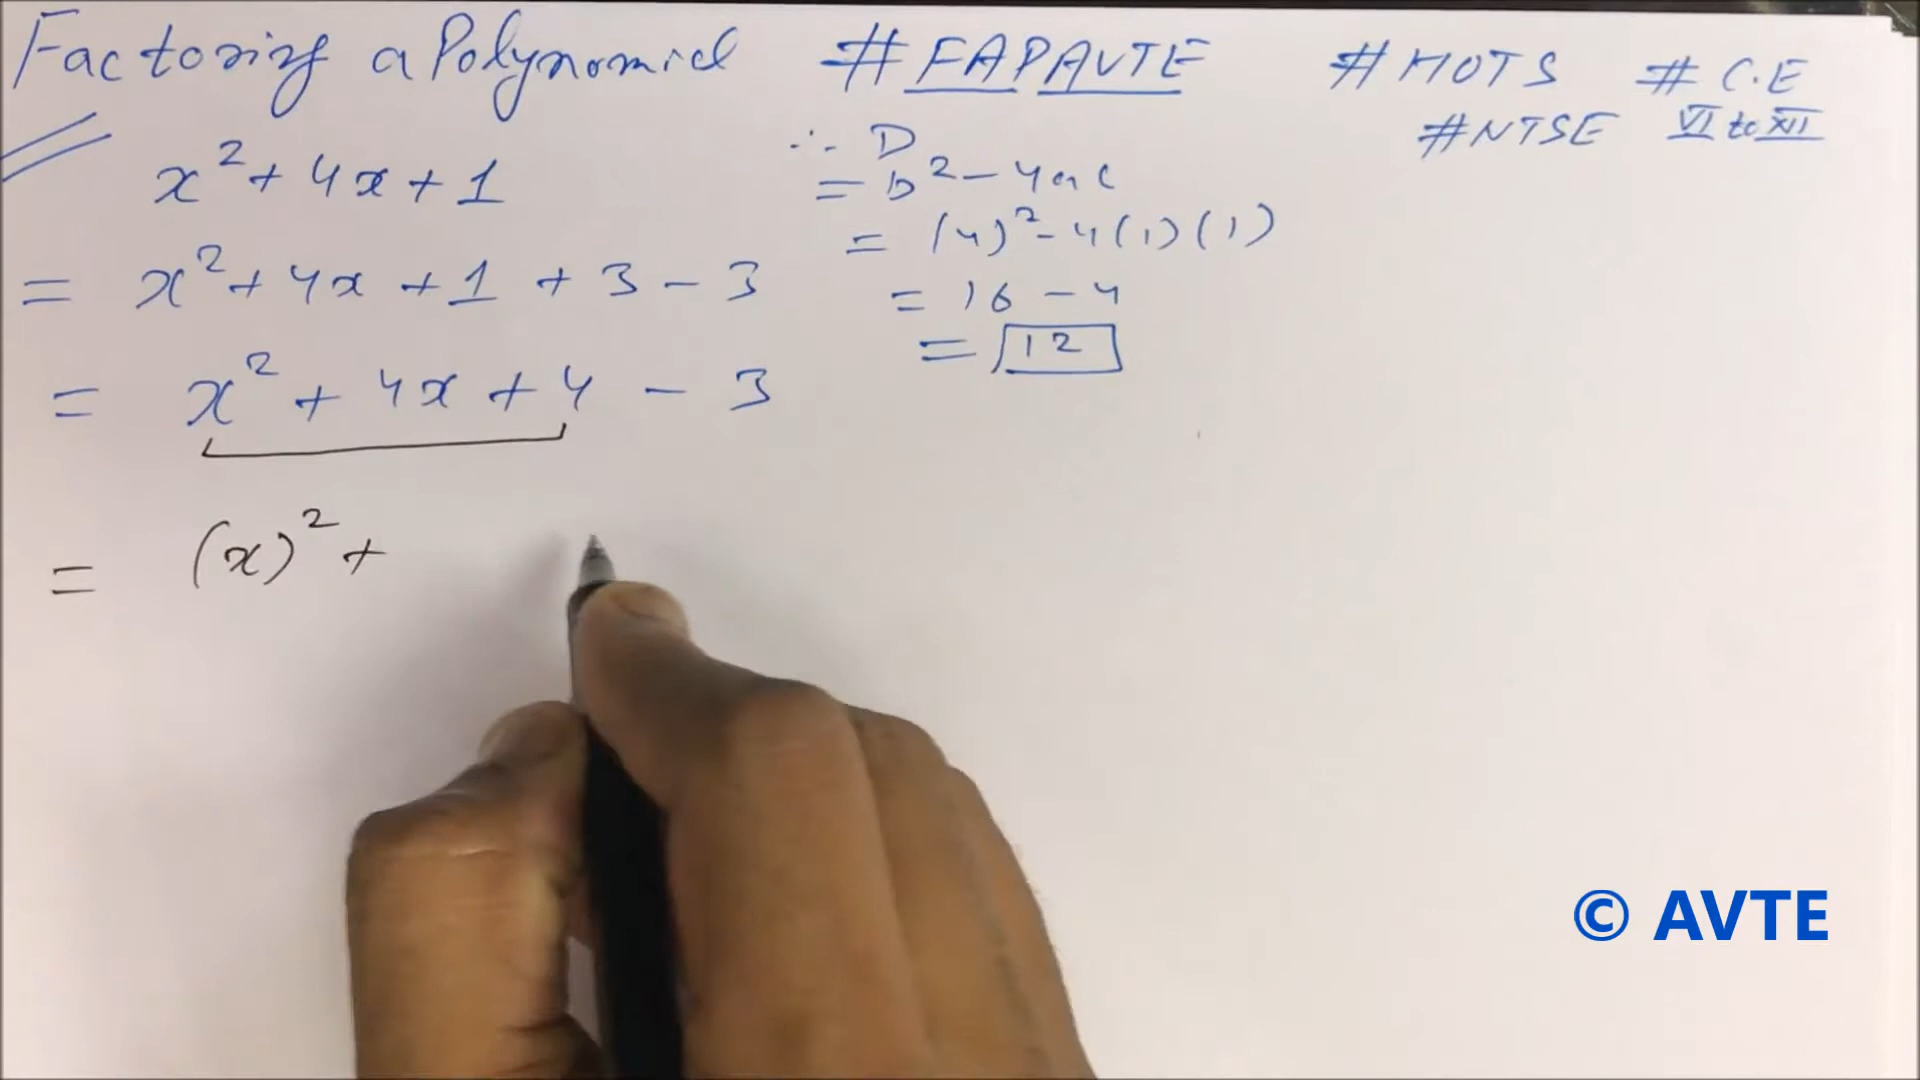 Factoring a Polynomial #FAPAVTE #HOTS #C.E
#NTSE VI to XII
x² + 4x + 1
= x² + 4x + 1 + 3 - 3
= x² + 4x + 4 - 3
= (x)² +
∴ D
= b² - 4ac
= (4)² - 4(1)(1)
= 16 - 4
= 12
© AVTE